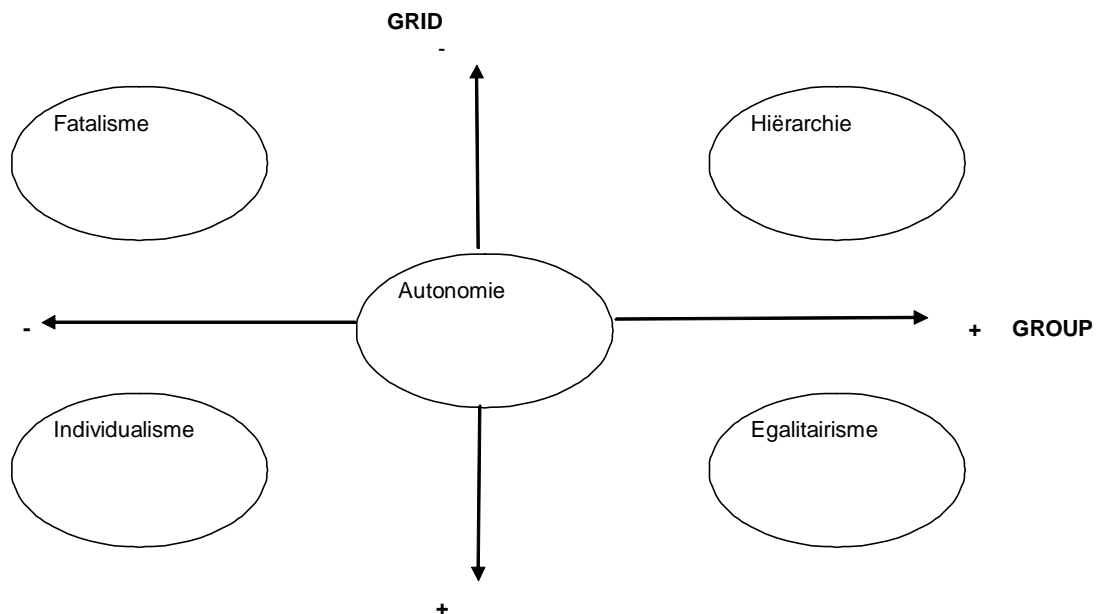 GRID
-
Fatalisme
Hiërarchie
Autonomie
-
+ GROUP
Individualisme
Egalitairisme
+